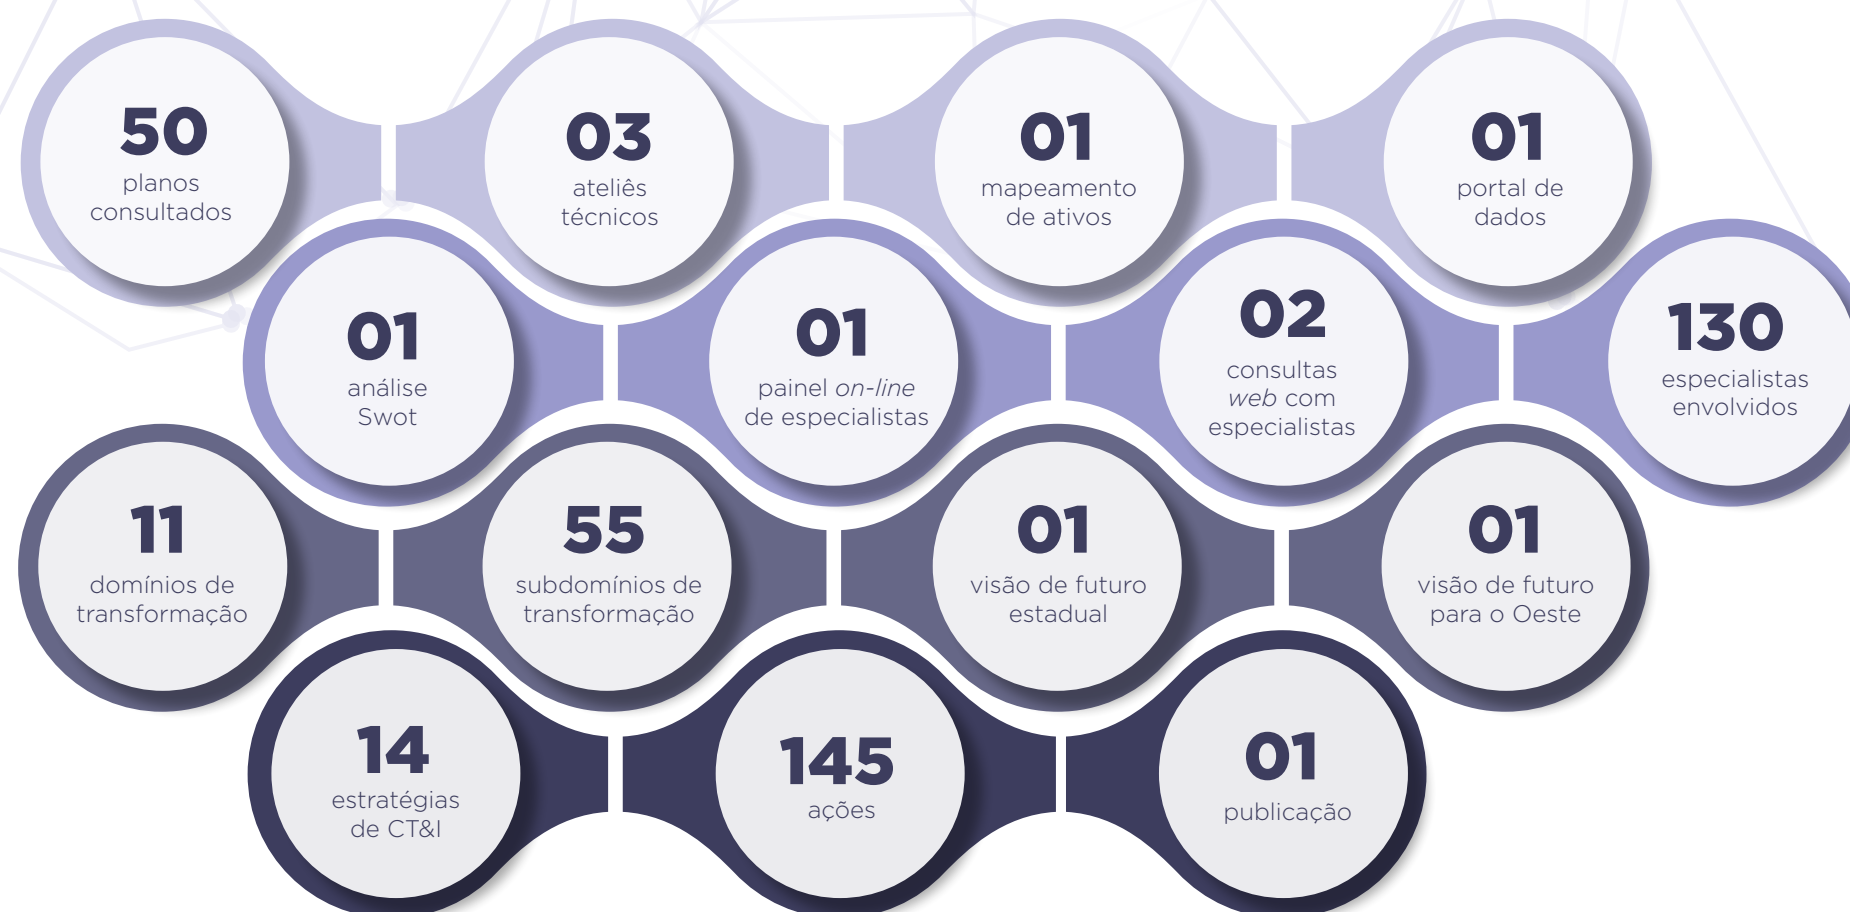 50
planos
consultados
03
ateliês
técnicos
01
mapeamento
de ativos
01
portal de
dados
01
análise
Swot
01
painel on-line
de especialistas
02
consultas
web com
especialistas
130
especialistas
envolvidos
11
domínios de
transformação
55
subdomínios de
transformação
01
visão de futuro
estadual
01
visão de futuro
para o Oeste
14
estratégias
de CT&I
145
ações
01
publicação